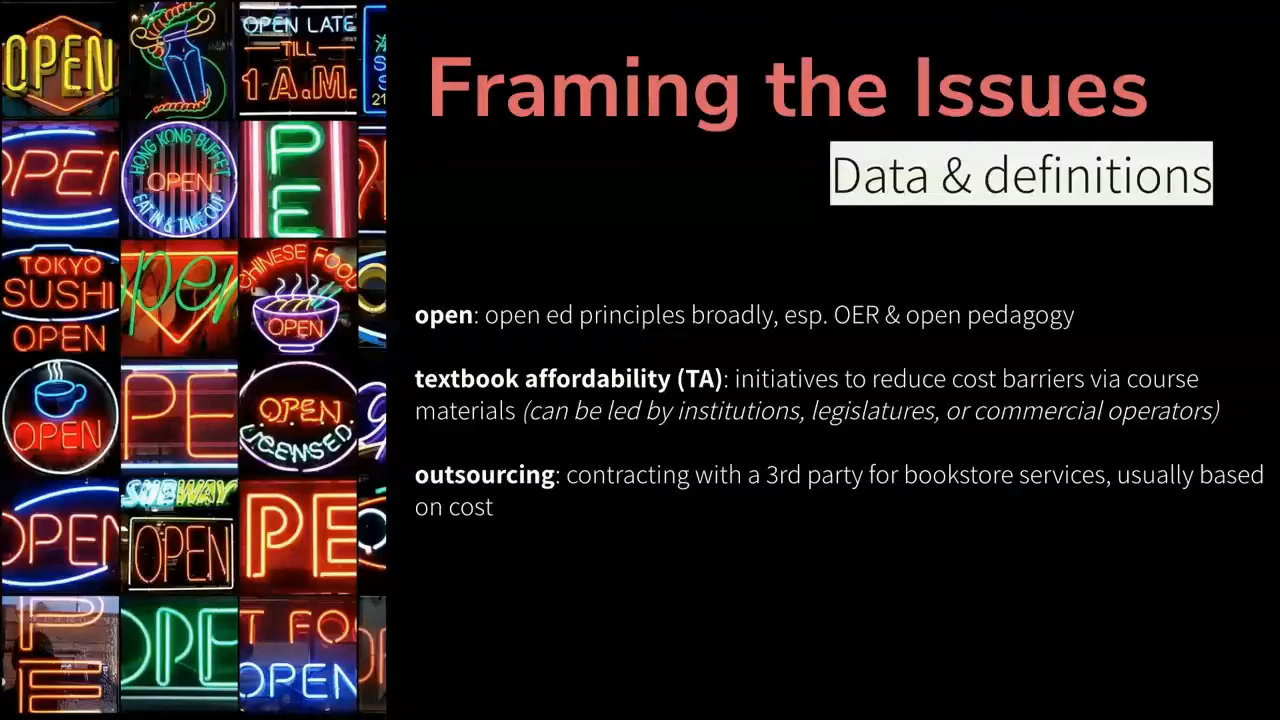 Framing the Issues
Data & definitions
open: open ed principles broadly, esp. OER & open pedagogy
textbook affordability (TA): initiatives to reduce cost barriers via course
materials (can be led by institutions, legislatures, or commercial operators)
outsourcing: contracting with a 3rd party for bookstore services, usually based
on cost
OPEN
OPEN LATE
TILL
1 A.M.
21
OPEN
HONG KONG BUFFET
OPEN
EAT IN & TAKE OUT
PE
TOKYO
SUSHI
OPEN
open
CHINESE FOOD
OPEN
OPEN
PE
OPEN
LICENSED
OPEN
SUBWAY
OPEN
PE
PE
OPE
T FOO
OPEN